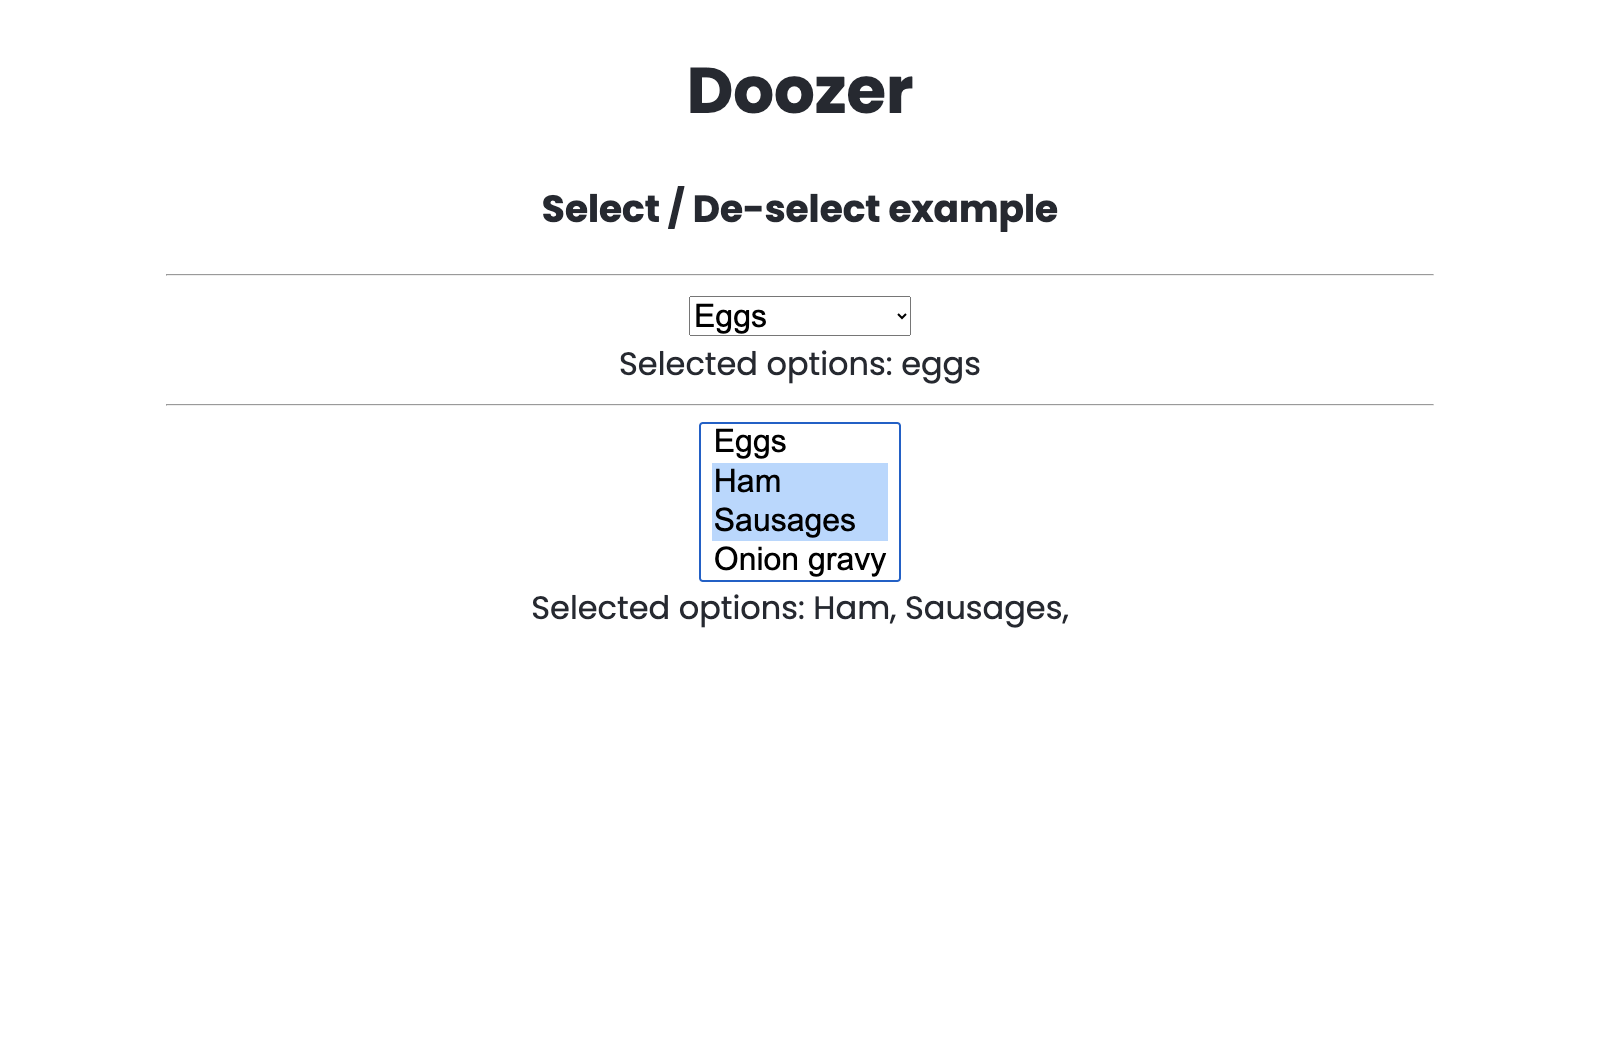 Doozer
Select / De-select example
Eggs
Selected options: eggs
Eggs
Ham
Sausages
Onion gravy
Selected options: Ham, Sausages,